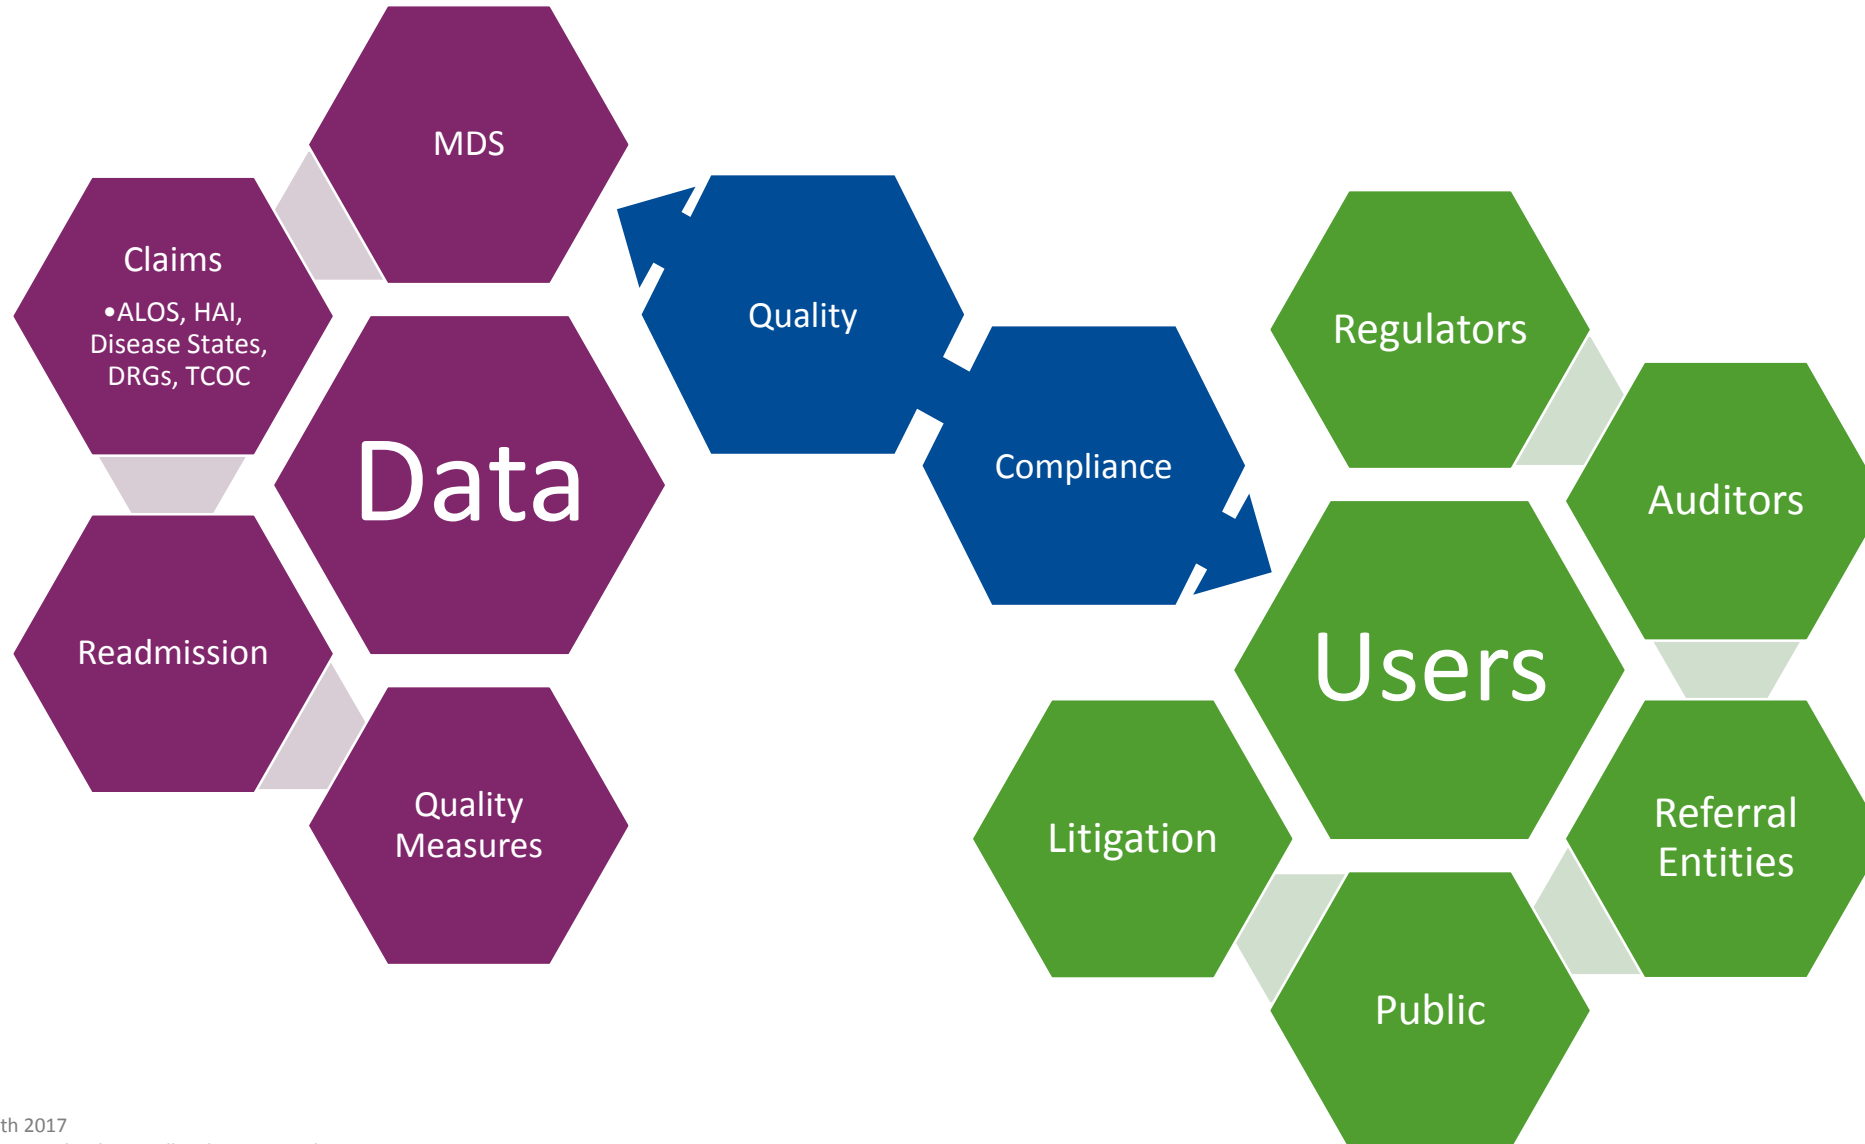 MDS
Claims
•ALOS, HAI,
Disease States,
DRGs, TCOC
Data
Readmission
Quality
Measures
Quality
Compliance
Regulators
Auditors
Users
Referral
Entities
Litigation
Public
th 2017